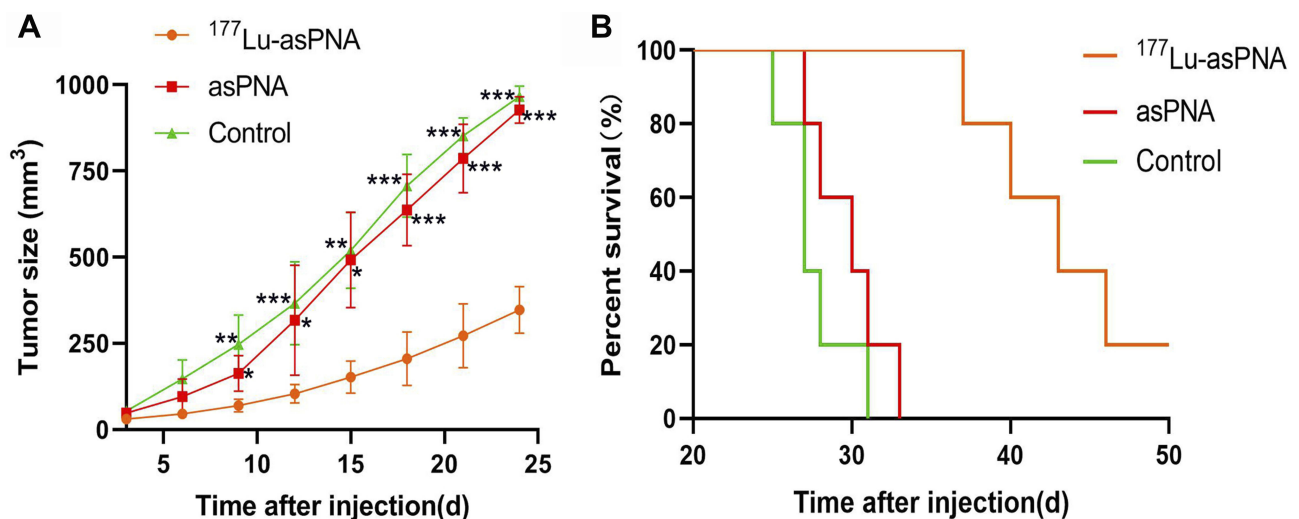 A
¹⁷⁷Lu-asPNA
asPNA
Control
Tumor size (mm³)
1000
750
500
250
0
** *** ** *** *** ***
* * * *** *** ***
5 10 15 20 25
Time after injection(d)
B
¹⁷⁷Lu-asPNA
asPNA
Control
Percent survival (%)
100
80
60
40
20
0
20 30 40 50
Time after injection(d)